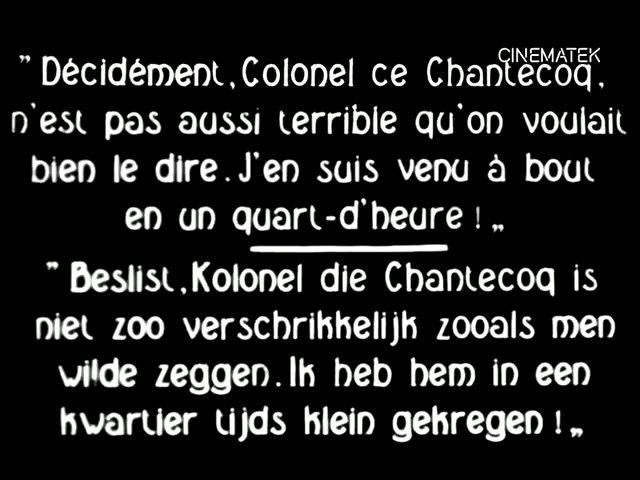 CINEMATEK
"Décidément, Colonel ce Chantecoq,
n'est pas aussi terrible qu'on voulait
bien le dire. J'en suis venu à bout
en un quart-d'heure!„
"Beslist, Kolonel die Chantecoq is
niet zoo verschrikkelijk zooals men
wilde zeggen. Ik heb hem in een
kwartier tijds klein gekregen!„